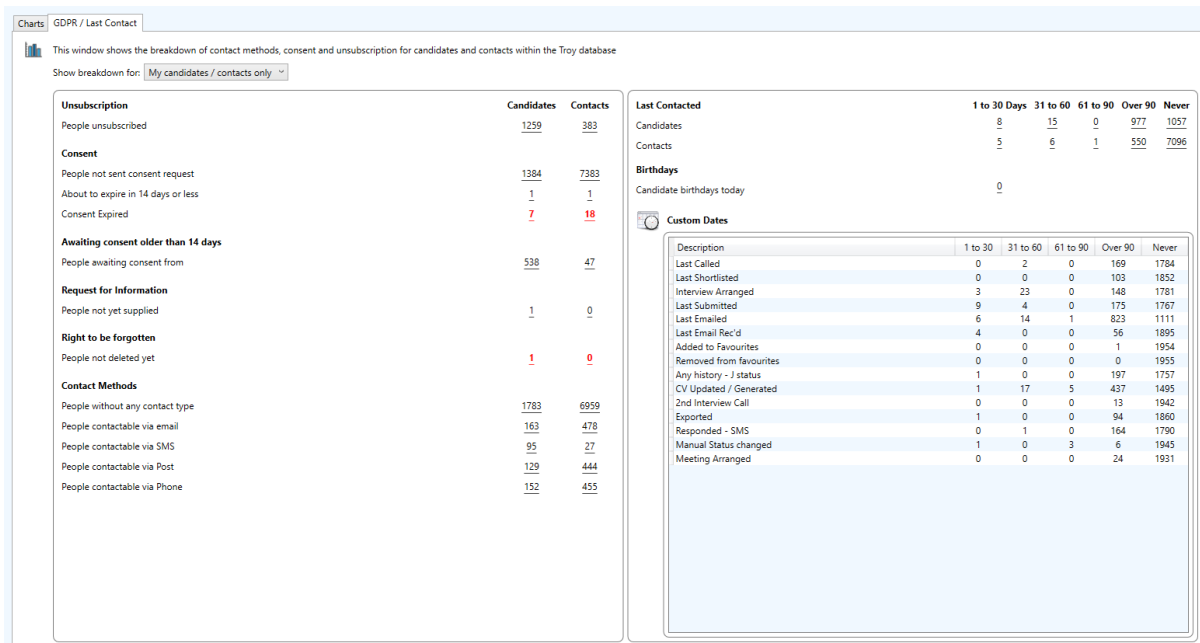 Charts GDPR / Last Contact
This window shows the breakdown of contact methods, consent and unsubscription for candidates and contacts within the Troy database
Show breakdown for: My candidates / contacts only
Unsubscription Candidates Contacts
People unsubscribed 1259 383
Consent
People not sent consent request 1384 7383
About to expire in 14 days or less 1 1
Consent Expired 7 18
Awaiting consent older than 14 days
People awaiting consent from 538 47
Request for Information
People not yet supplied 1 0
Right to be forgotten
People not deleted yet 1 0
Contact Methods
People without any contact type 1783 6959
People contactable via email 163 478
People contactable via SMS 95 27
People contactable via Post 129 444
People contactable via Phone 152 455
Last Contacted 1 to 30 Days 31 to 60 61 to 90 Over 90 Never
Candidates 8 15 0 977 1057
Contacts 5 6 1 550 7096
Birthdays
Candidate birthdays today 0
Custom Dates
Description 1 to 30 31 to 60 61 to 90 Over 90 Never
Last Called 0 2 0 169 1784
Last Shortlisted 0 0 0 103 1852
Interview Arranged 3 23 0 148 1781
Last Submitted 9 4 0 175 1767
Last Emailed 6 14 1 823 1111
Last Email Rec'd 4 0 0 56 1895
Added to Favourites 0 0 0 1 1954
Removed from favourites 0 0 0 0 1955
Any history - J status 1 0 0 197 1757
CV Updated / Generated 1 17 5 437 1495
2nd Interview Call 0 0 0 13 1942
Exported 1 0 0 94 1860
Responded - SMS 0 1 0 164 1790
Manual Status changed 1 0 3 6 1945
Meeting Arranged 0 0 0 24 1931